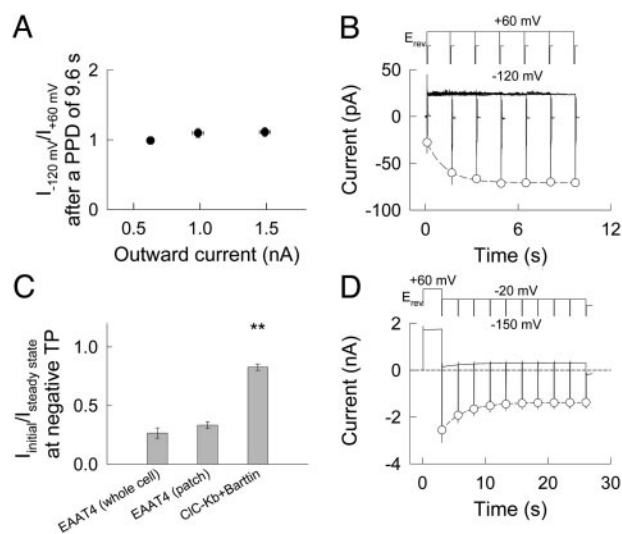 A
I-120 mV/I+60 mV
after a PPD of 9.6 s
2
1
0
0.5 1.0 1.5
Outward current (nA)
B
+60 mV
Erev
-120 mV
Current (pA)
50
0
-50
-100
0 6 12
Time (s)
C
Iinitial/Isteady state
at negative TP
1.0
0.5
0.0
**
EAAT4 (whole cell)
EAAT4 (patch)
ClC-Kb+Barttin
D
+60 mV
-20 mV
Erev
-150 mV
Current (nA)
2
0
-2
-4
0 10 20 30
Time (s)